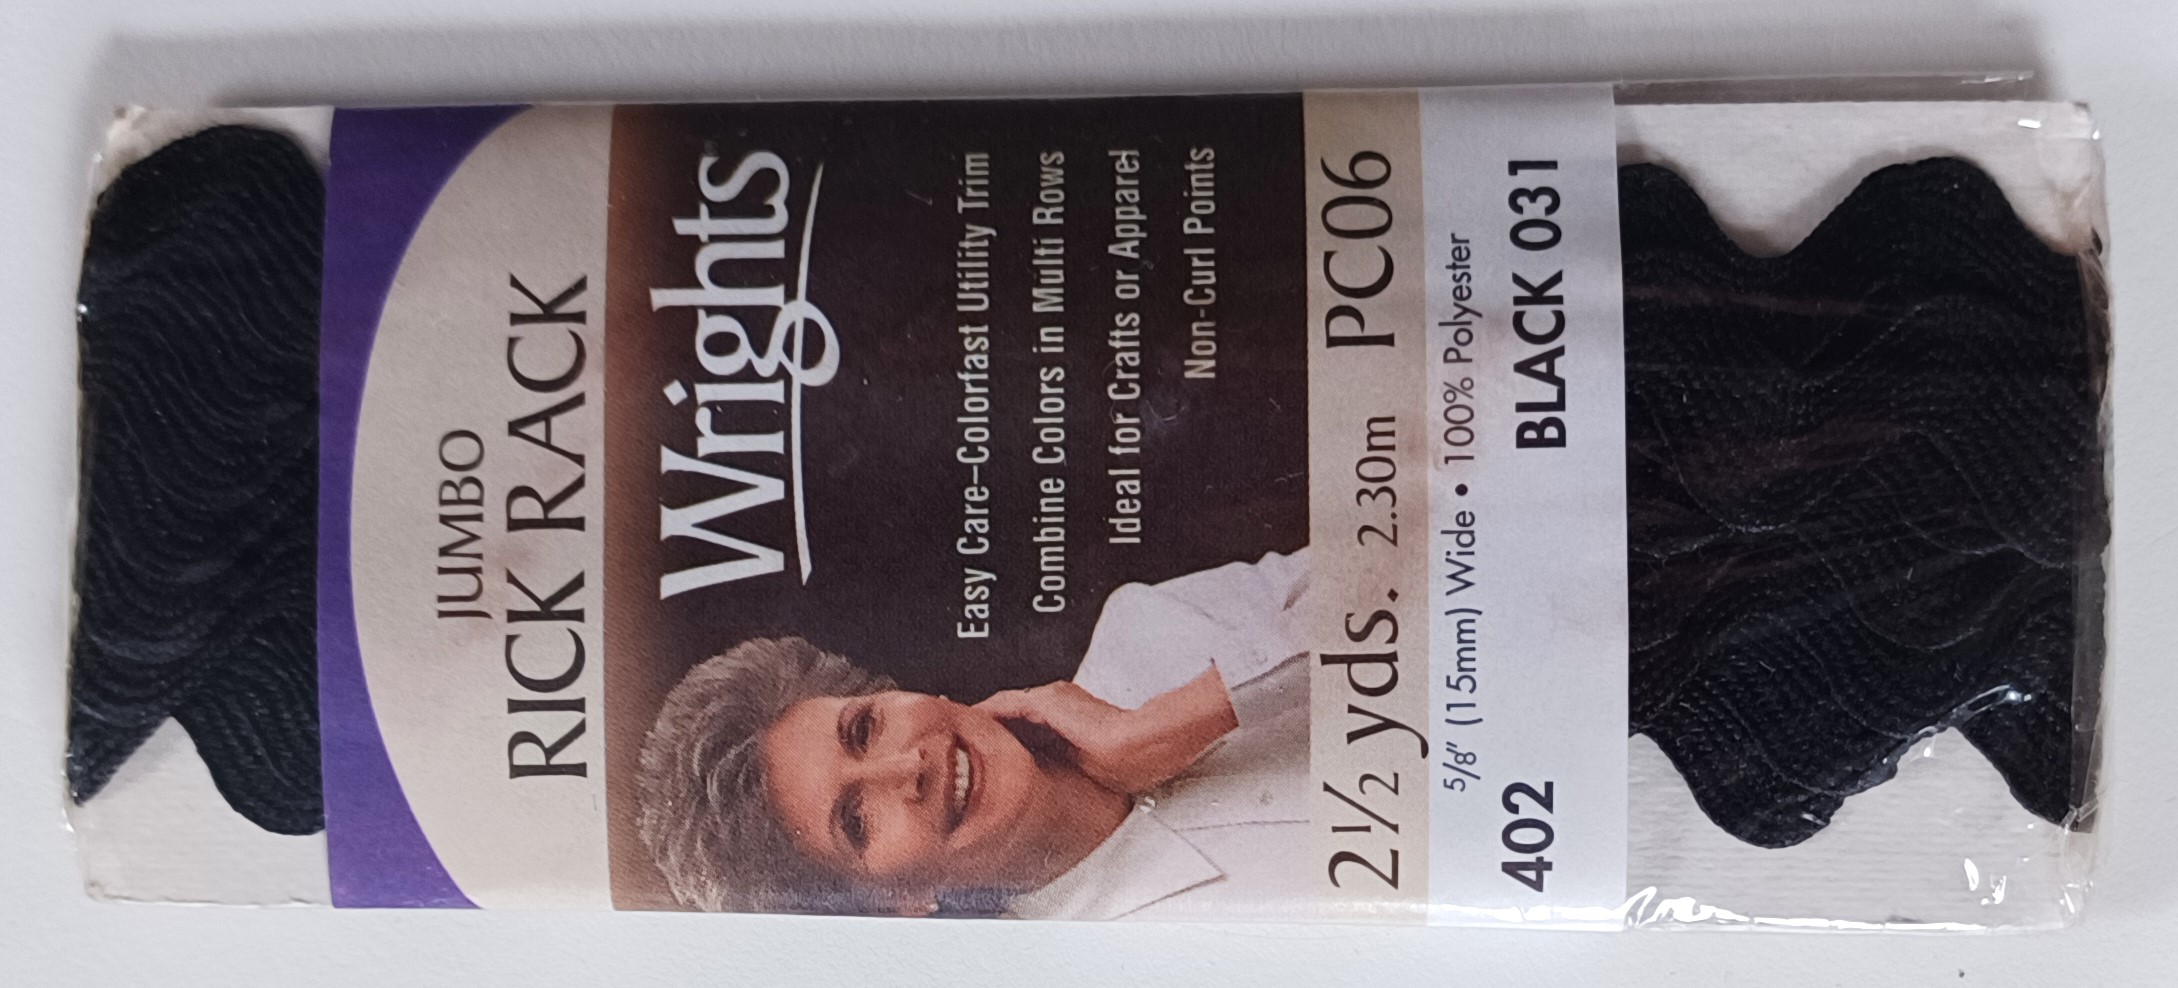 JUMBO
RICK RACK
Wrights
Easy Care–Colorfast Utility Trim
Combine Colors in Multi Rows
Ideal for Crafts or Apparel
Non-Curl Points
2½ yds. 2.30m PC06
5/8" (15mm) Wide • 100% Polyester
402 BLACK 031